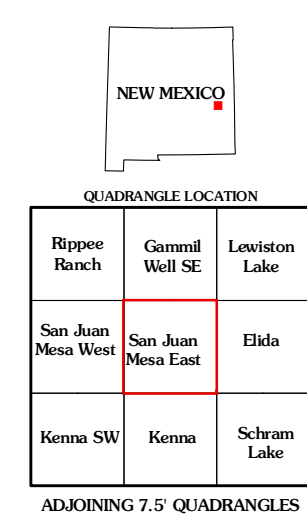 NEW MEXICO
QUADRANGLE LOCATION
Rippee
Ranch
Gammil
Well SE
Lewiston
Lake
San Juan
Mesa West
San Juan
Mesa East
Elida
Kenna SW
Kenna
Schram
Lake
ADJOINING 7.5' QUADRANGLES